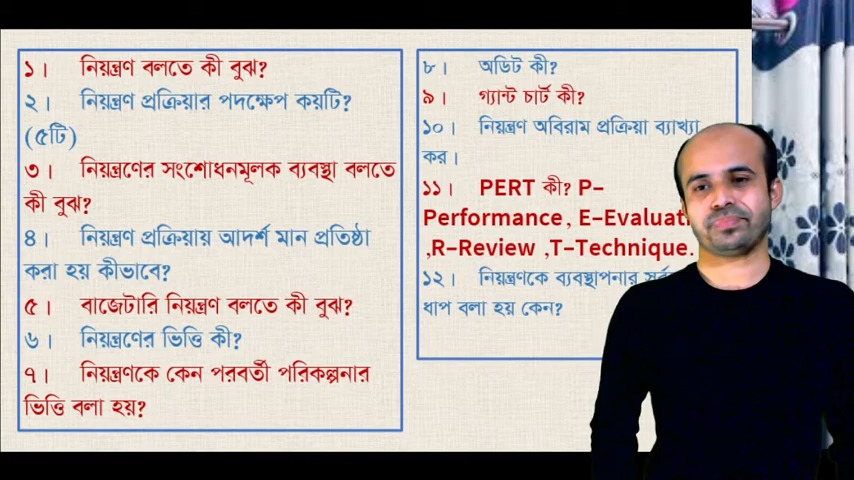 ১। নিয়ন্ত্রণ বলতে কী বুঝ?
২। নিয়ন্ত্রণ প্রক্রিয়ার পদক্ষেপ কয়টি?
(৫টি)
৩। নিয়ন্ত্রণের সংশোধনমূলক ব্যবস্থা বলতে
কী বুঝ?
৪। নিয়ন্ত্রণ প্রক্রিয়ায় আদর্শ মান প্রতিষ্ঠা
করা হয় কীভাবে?
৫। বাজেটারি নিয়ন্ত্রণ বলতে কী বুঝ?
৬। নিয়ন্ত্রণের ভিত্তি কী?
৭। নিয়ন্ত্রণকে কেন পরবর্তী পরিকল্পনার
ভিত্তি বলা হয়?
৮। অডিট কী?
৯। গ্যান্ট চার্ট কী?
১০। নিয়ন্ত্রণ অবিরাম প্রক্রিয়া ব্যাখ্যা
কর।
১১। PERT কী? P-
Performance, E-Evaluati
,R-Review ,T-Technique.
১২। নিয়ন্ত্রণকে ব্যবস্থাপনার
ধাপ বলা হয় কেন?